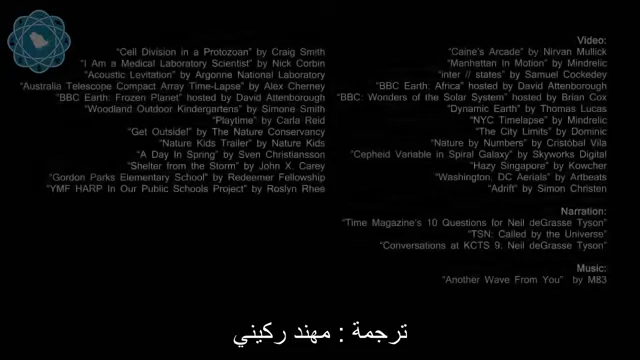 "Cell Division in a Protozoan" by Craig Smith
"I Am a Medical Laboratory Scientist" by Nick Corbin
"Acoustic Levitation" by Argonne National Laboratory
"Australia Telescope Compact Array Time-Lapse" by Alex Cherney
"BBC Earth: Frozen Planet" hosted by David Attenborough
"Woodland Outdoor Kindergartens" by Simone Smith
"Playtime" by Carla Reid
"Get Outside!" by The Nature Conservancy
"Nature Kids Trailer" by Nature Kids
"A Day In Spring" by Sven Christiansson
"Shelter from the Storm" by John X. Carey
"Gordon Parks Elementary School" by Redeemer Fellowship
"YMF HARP In Our Public Schools Project" by Roslyn Rhee
Video:
"Caine's Arcade" by Nirvan Mullick
"Manhattan In Motion" by Mindrelic
"inter // states" by Samuel Cockedey
"BBC Earth: Africa" hosted by David Attenborough
"BBC: Wonders of the Solar System" hosted by Brian Cox
"Dynamic Earth" by Thomas Lucas
"NYC Timelapse" by Mindrelic
"The City Limits" by Dominic
"Nature by Numbers" by Cristóbal Vila
"Cepheid Variable in Spiral Galaxy" by Skyworks Digital
"Hazy Singapore" by Kowcher
"Washington, DC Aerials" by Artbeats
"Adrift" by Simon Christen
Narration:
"Time Magazine's 10 Questions for Neil deGrasse Tyson"
"TSN: Called by the Universe"
"Conversations at KCTS 9: Neil deGrasse Tyson"
Music:
"Another Wave From You" by M83
ترجمة : مهند ركيني